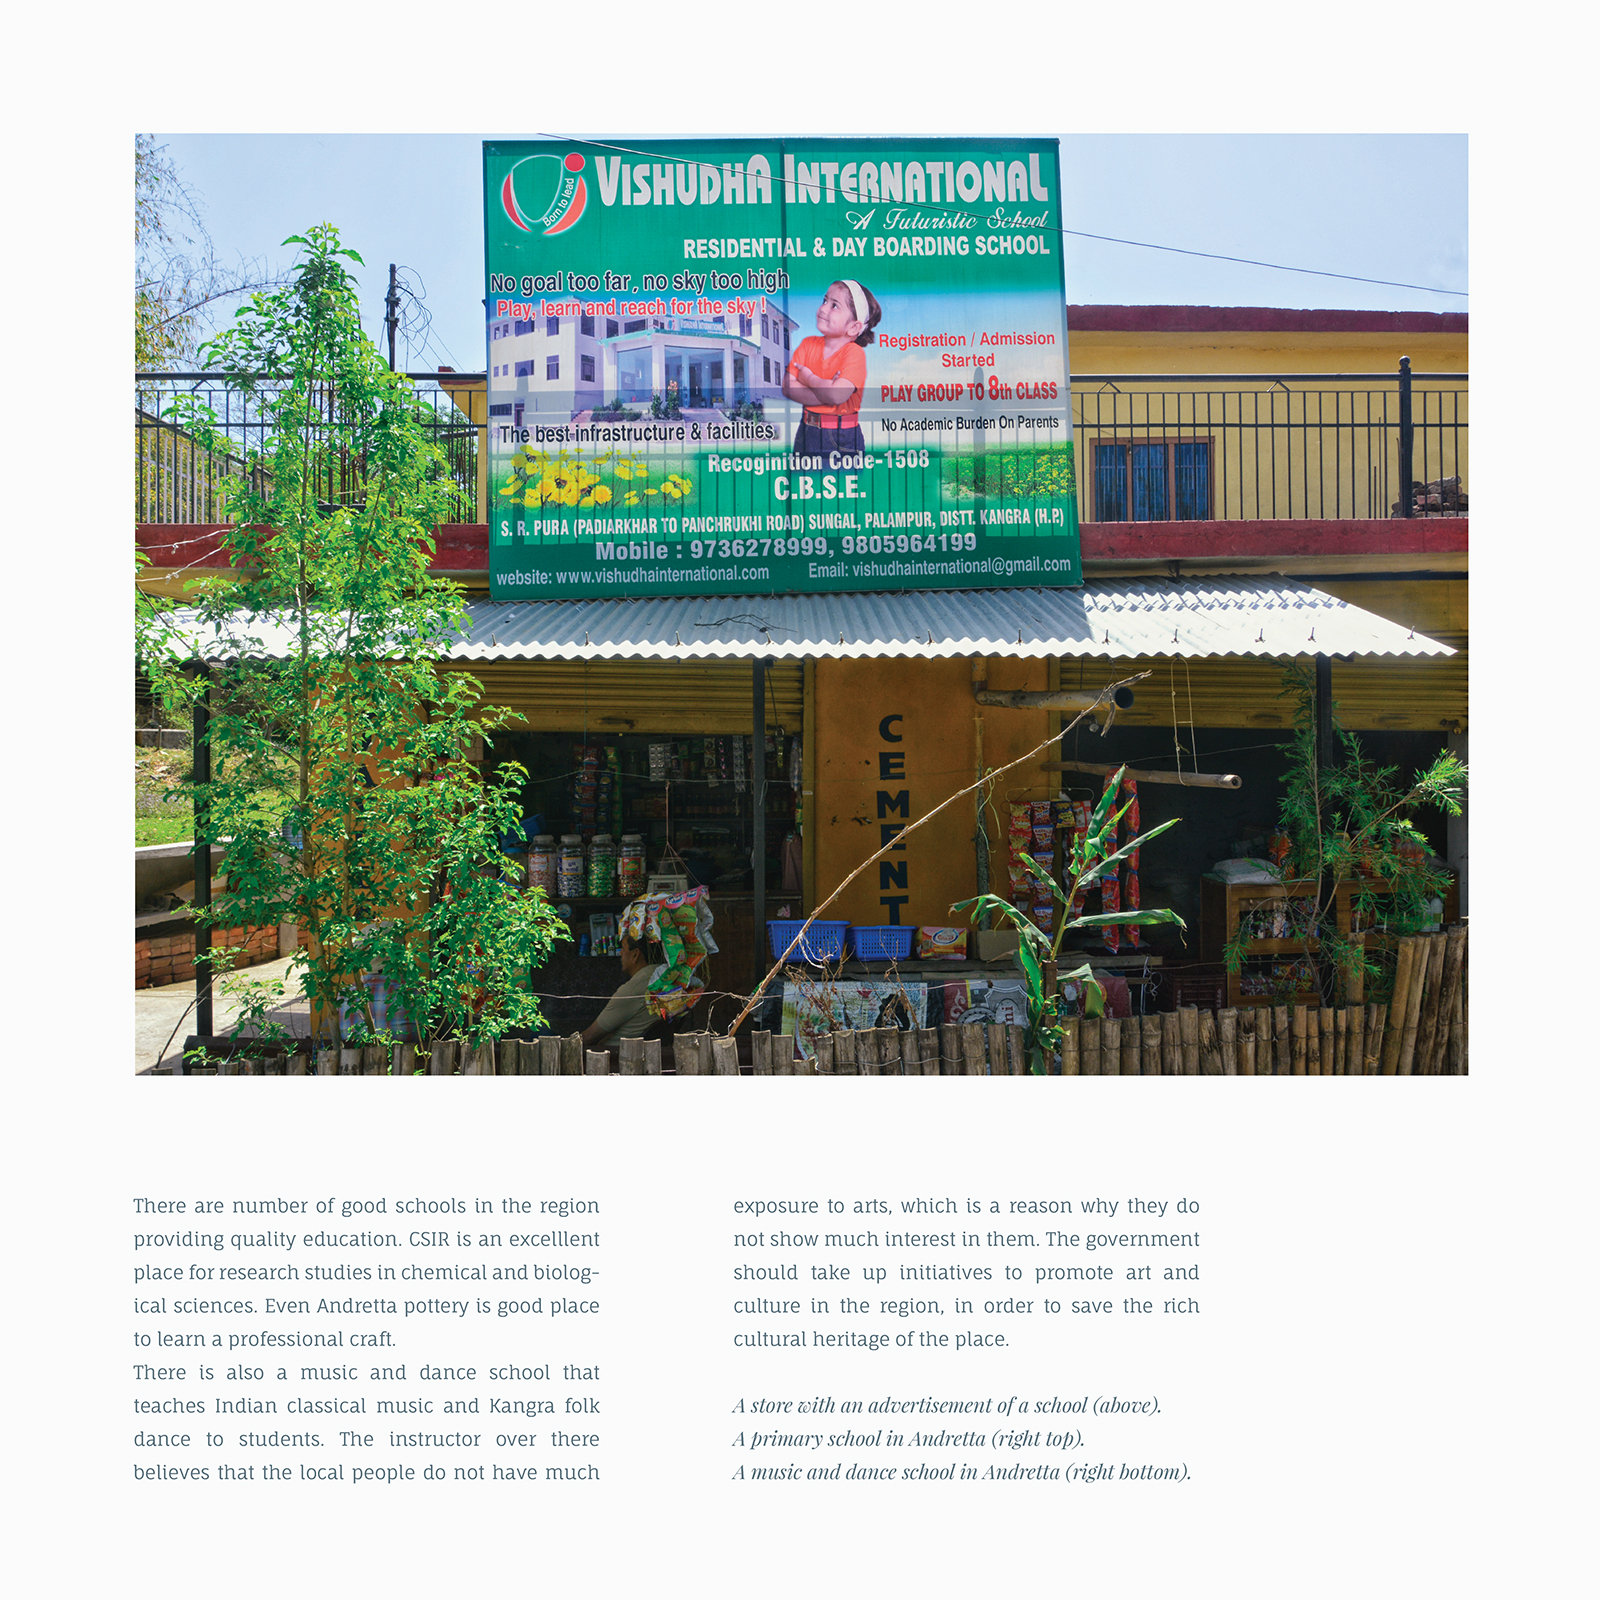 Born to lead
VISHUDHA INTERNATIONAL
A Futuristic School
RESIDENTIAL & DAY BOARDING SCHOOL
No goal too far, no sky too high
Play, learn and reach for the sky !
Registration / Admission
Started
PLAY GROUP TO 8th CLASS
No Academic Burden On Parents
The best infrastructure & facilities
Recoginition Code-1508
C.B.S.E.
S. R. PURA (PADIARKHAR TO PANCHRUKHI ROAD) SUNGAL, PALAMPUR, DISTT. KANGRA (H.P.)
Mobile : 9736278999, 9805964199
website: www.vishudhainternational.com Email: vishudhainternational@gmail.com
CEMENT
There are number of good schools in the region
providing quality education. CSIR is an excellent
place for research studies in chemical and biolog-
ical sciences. Even Andretta pottery is good place
to learn a professional craft.
There is also a music and dance school that
teaches Indian classical music and Kangra folk
dance to students. The instructor over there
believes that the local people do not have much
exposure to arts, which is a reason why they do
not show much interest in them. The government
should take up initiatives to promote art and
culture in the region, in order to save the rich
cultural heritage of the place.
A store with an advertisement of a school (above).
A primary school in Andretta (right top).
A music and dance school in Andretta (right bottom).